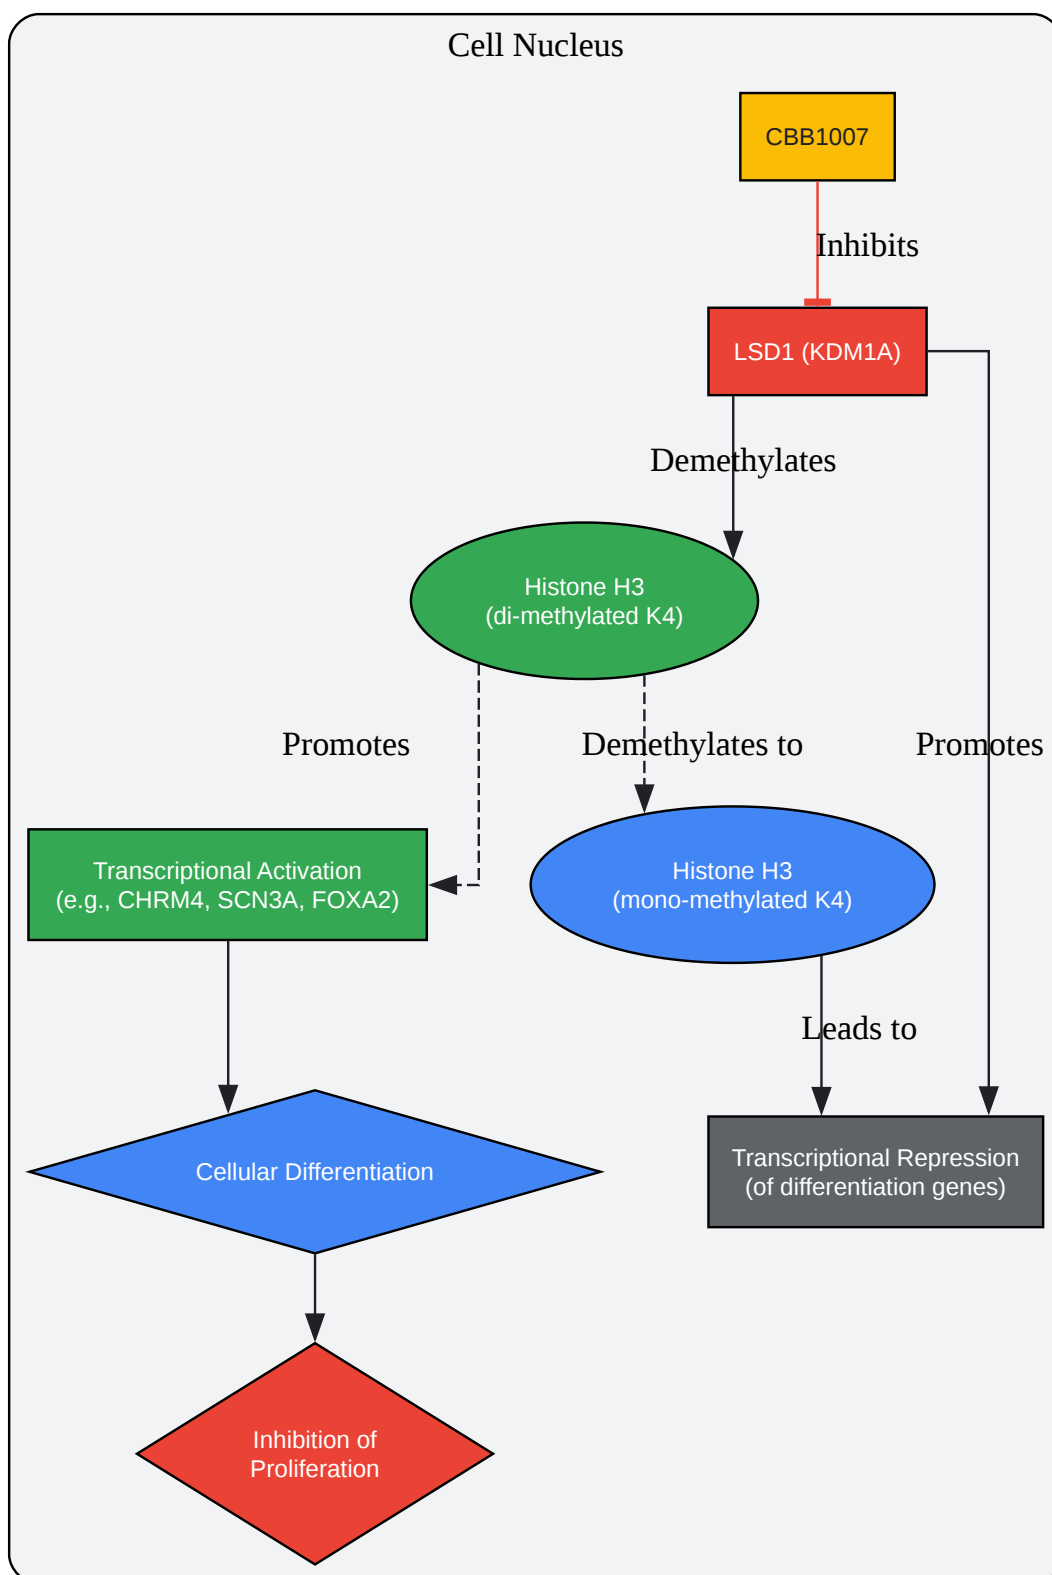 Cell Nucleus
CBB1007
Inhibits
LSD1 (KDM1A)
Demethylates
Histone H3
(di-methylated K4)
Promotes
Demethylates to
Promotes
Transcriptional Activation
(e.g., CHRM4, SCN3A, FOXA2)
Histone H3
(mono-methylated K4)
Leads to
Cellular Differentiation
Transcriptional Repression
(of differentiation genes)
Inhibition of
Proliferation